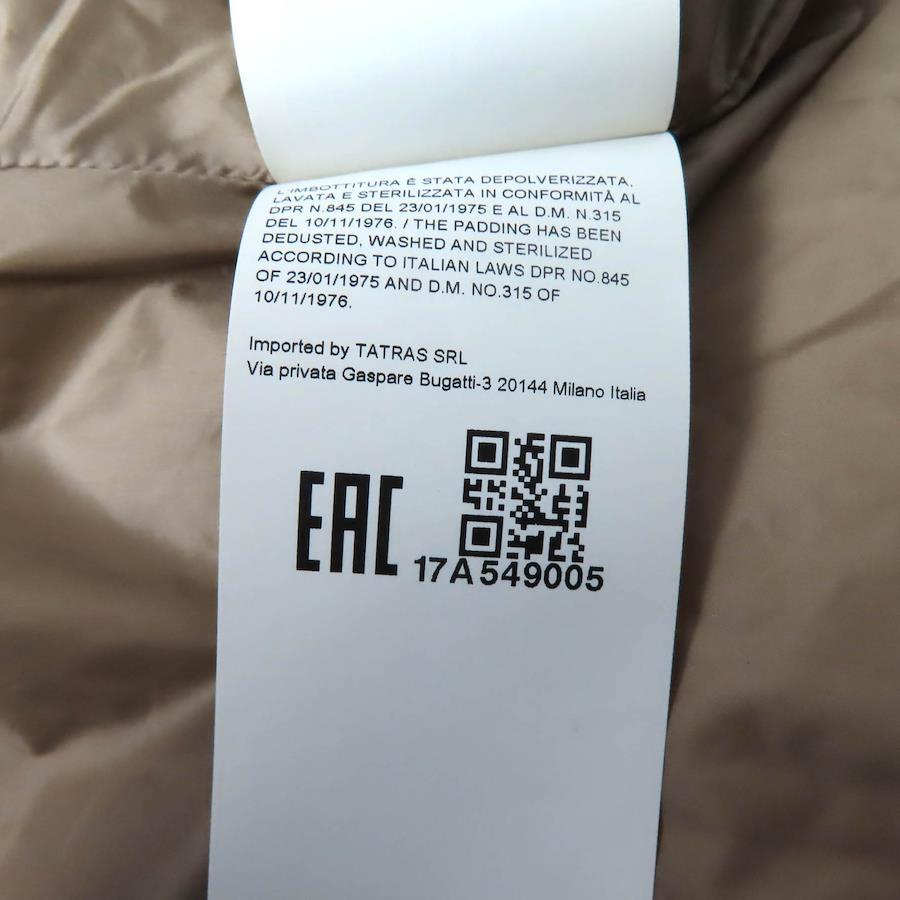 L'IMBOTTITURA È STATA DEPOLVERIZZATA,
LAVATA E STERILIZZATA IN CONFORMITÀ AL
DPR N.845 DEL 23/01/1975 E AL D.M. N.315
DEL 10/11/1976. / THE PADDING HAS BEEN
DEDUSTED, WASHED AND STERILIZED
ACCORDING TO ITALIAN LAWS DPR NO.845
OF 23/01/1975 AND D.M. NO.315 OF
10/11/1976.
Imported by TATRAS SRL
Via privata Gaspare Bugatti-3 20144 Milano Italia
EAC
17A549005